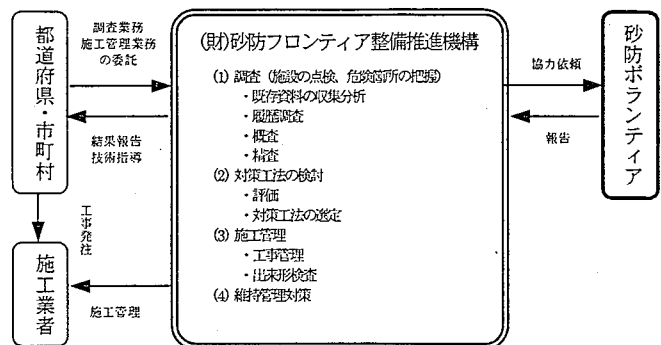 都道府県・市町村
調査業務
施工管理業務
の委託
結果報告
技術指導
工事発注
施工業者
施工管理
(財)砂防フロンティア整備推進機構
(1) 調査（施設の点検、危険箇所の把握）
・既存資料の収集分析
・履歴調査
・概査
・精査
(2) 対策工法の検討
・評価
・対策工法の選定
(3) 施工管理
・工事管理
・出来形検査
(4) 維持管理対策
協力依頼
報告
砂防ボランティア